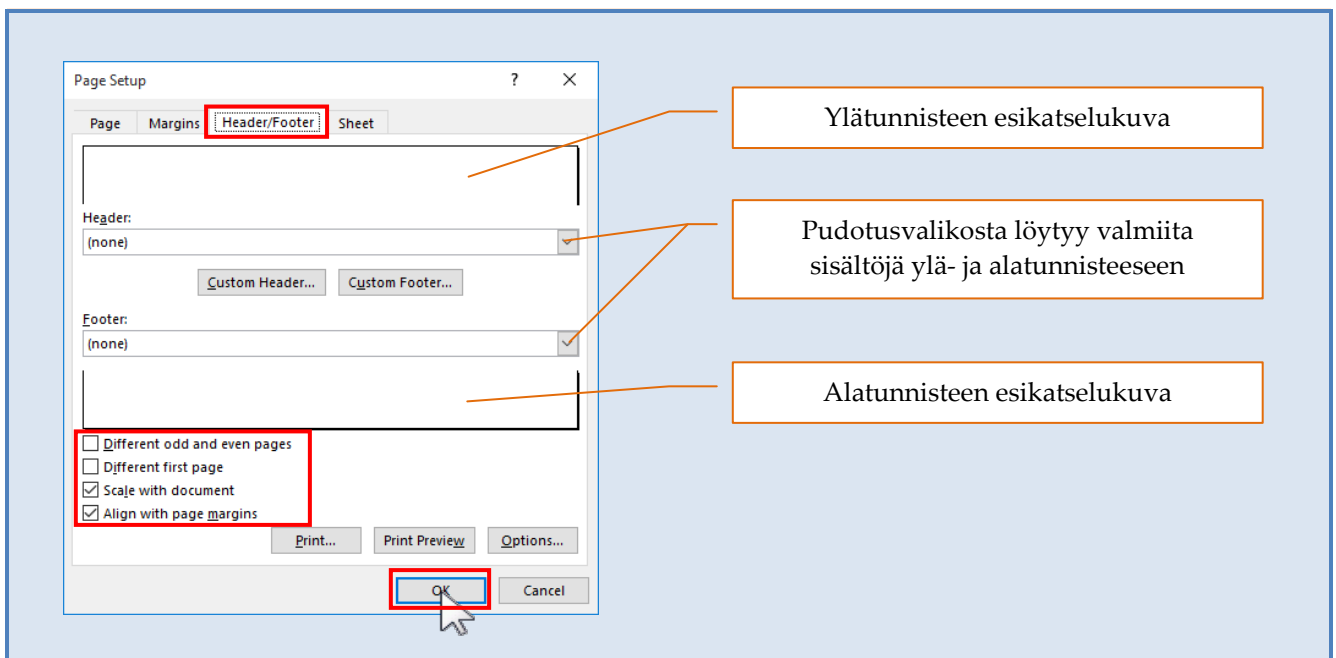 Page Setup ?
Page Margins Header/Footer Sheet
Ylätunnisteen esikatselukuva
Header:
(none)
Pudotusvalikosta löytyy valmiita
sisältöjä ylä- ja alatunnisteeseen
Custom Header... Custom Footer...
Footer:
(none)
Alatunnisteen esikatselukuva
Different odd and even pages
Different first page
Scale with document
Align with page margins
Print... Print Preview Options...
OK Cancel